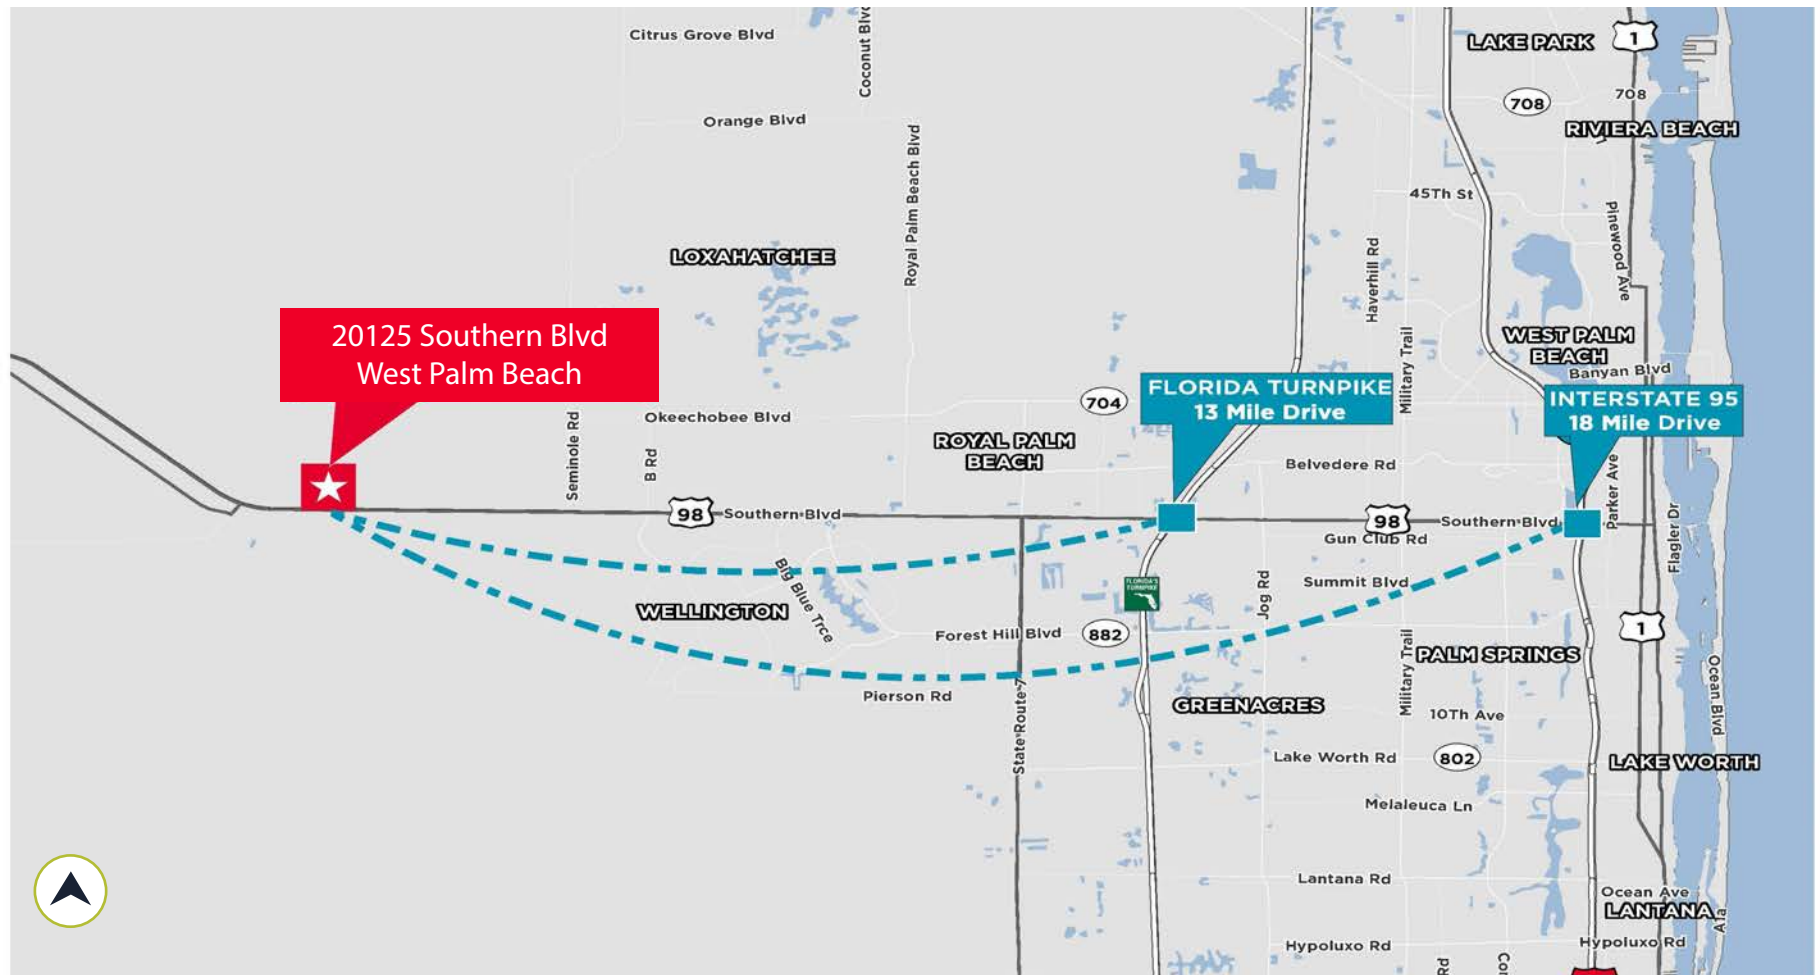 Citrus Grove Blvd
Coconut Blvd
LAKE PARK
1
708
708
Orange Blvd
RIVIERA BEACH
Royal Palm Beach Blvd
45Th St
Pinewood Ave
LOXAHATCHEE
Haverhill Rd
20125 Southern Blvd
West Palm Beach
Military Trail
WEST PALM
BEACH
Banyan Blvd
FLORIDA TURNPIKE
13 Mile Drive
INTERSTATE 95
18 Mile Drive
704
Okeechobee Blvd
Seminole Rd
B Rd
ROYAL PALM
BEACH
Belvedere Rd
Parker Ave
98
Southern Blvd
98
Southern Blvd
Gun Club Rd
Flagler Dr
Big Blue Trce
FLORIDA'S
TURNPIKE
Jog Rd
Summit Blvd
WELLINGTON
Forest Hill Blvd
882
1
Military Trail
PALM SPRINGS
Ocean Blvd
Pierson Rd
State Route 7
GREENACRES
10Th Ave
Lake Worth Rd
802
LAKE WORTH
Melaleuca Ln
Lantana Rd
Ocean Ave
LANTANA
A1a
Hypoluxo Rd
Hypoluxo Rd
Rd